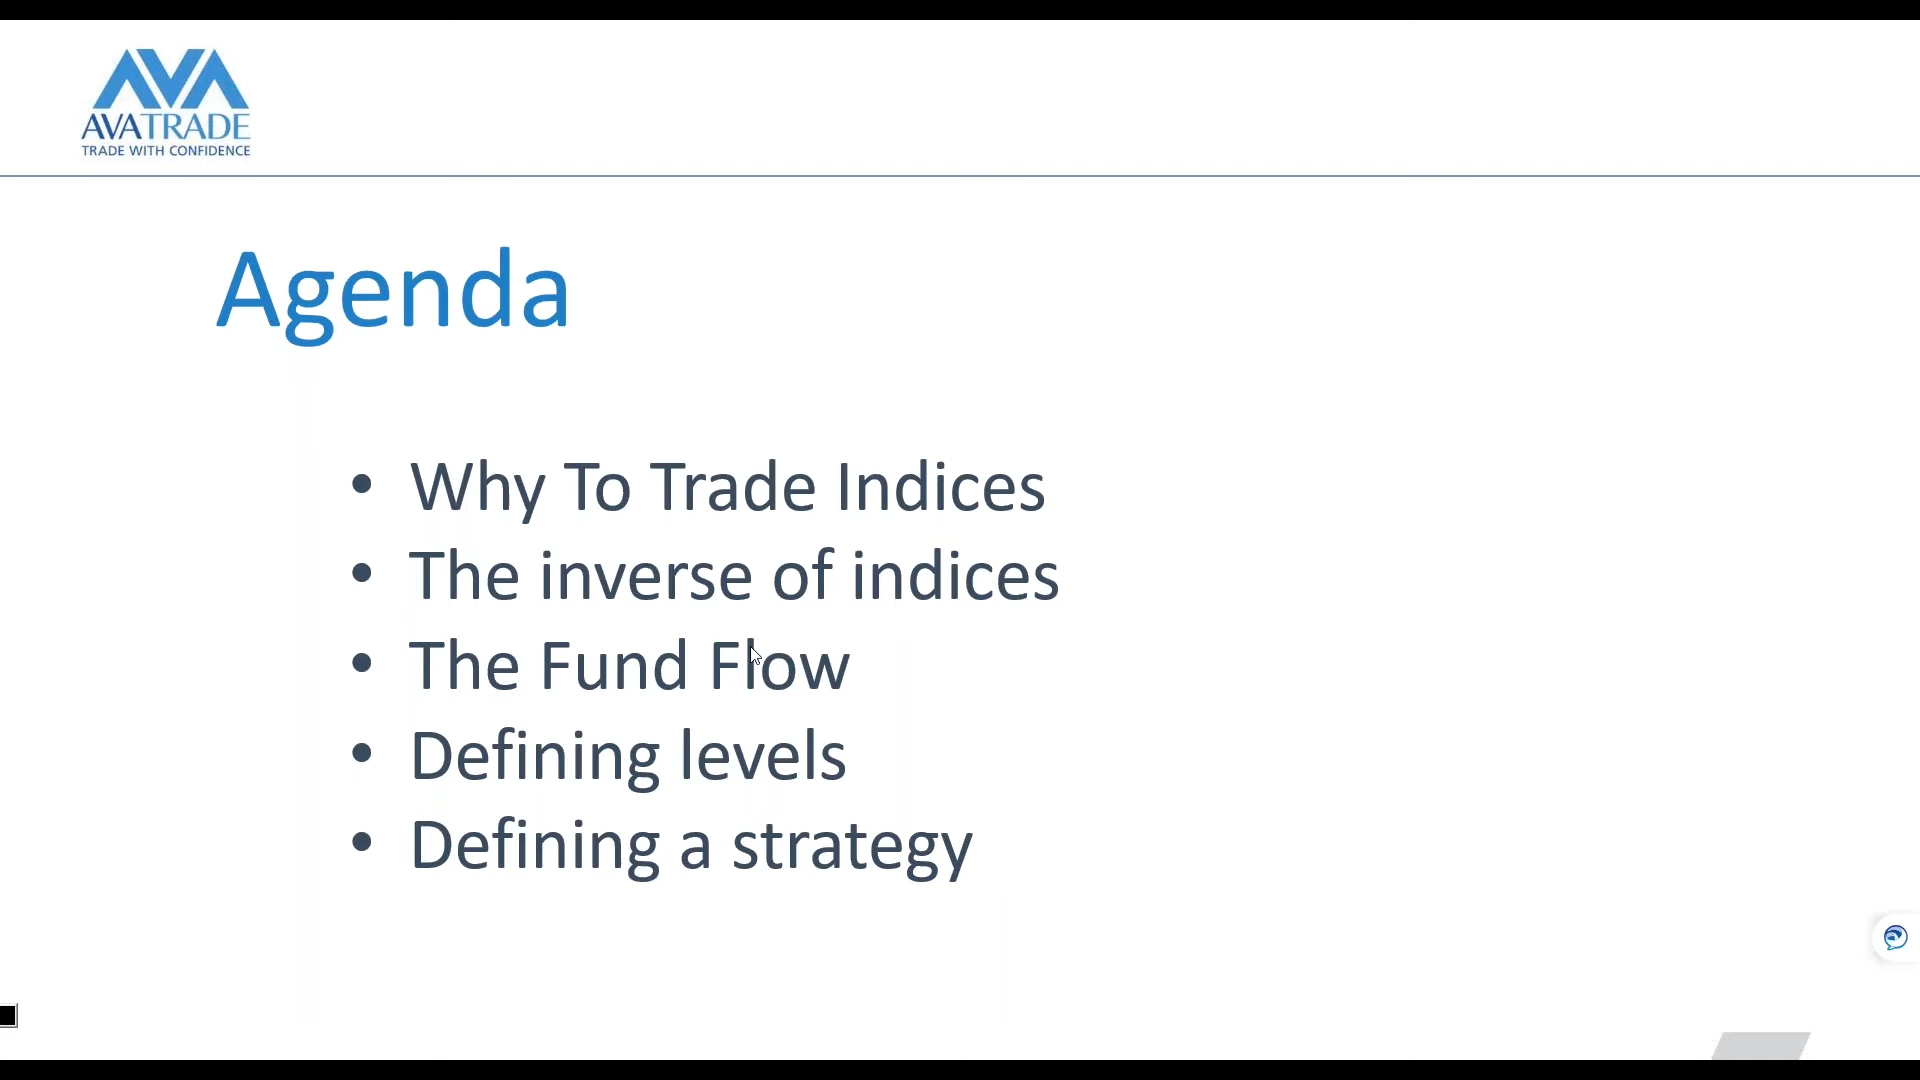 AVATRADE
TRADE WITH CONFIDENCE
Agenda
• Why To Trade Indices
• The inverse of indices
• The Fund Flow
• Defining levels
• Defining a strategy